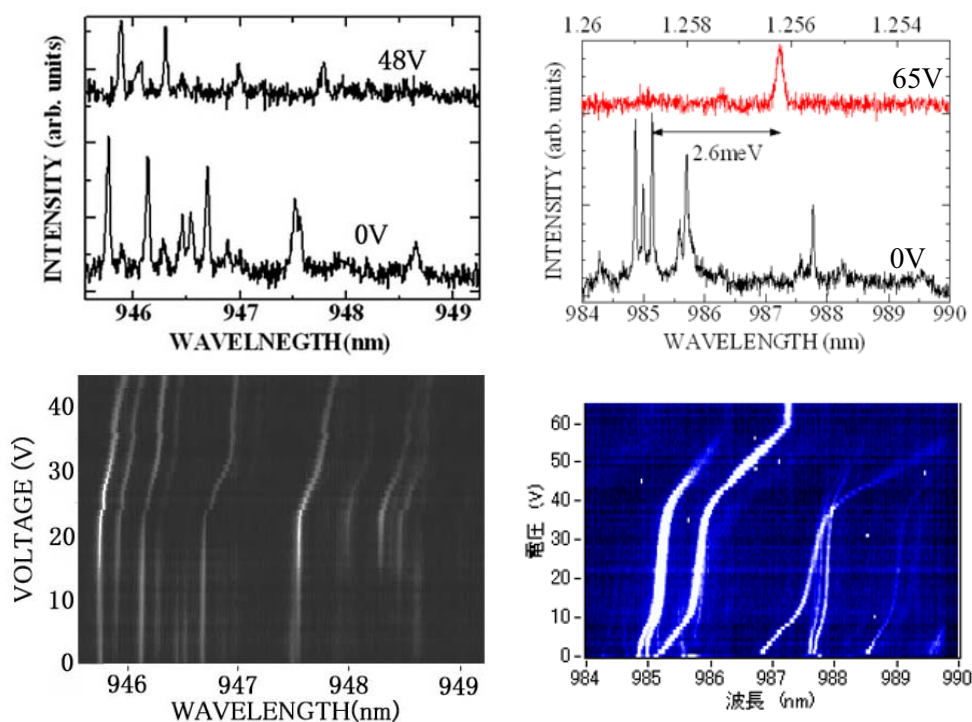 48V
0V
INTENSITY (arb. units)
946 947 948 949
WAVELNEGTH (nm)
1.26 1.258 1.256 1.254
65V
2.6meV
0V
INTENSITY (arb. units)
984 985 986 987 988 989 990
WAVELENGTH (nm)
40
30
20
10
0
VOLTAGE (V)
946 947 948 949
WAVELENGTH(nm)
60
50
40
30
20
10
0
電圧 (V)
984 985 986 987 988 989 990
波長 (nm)